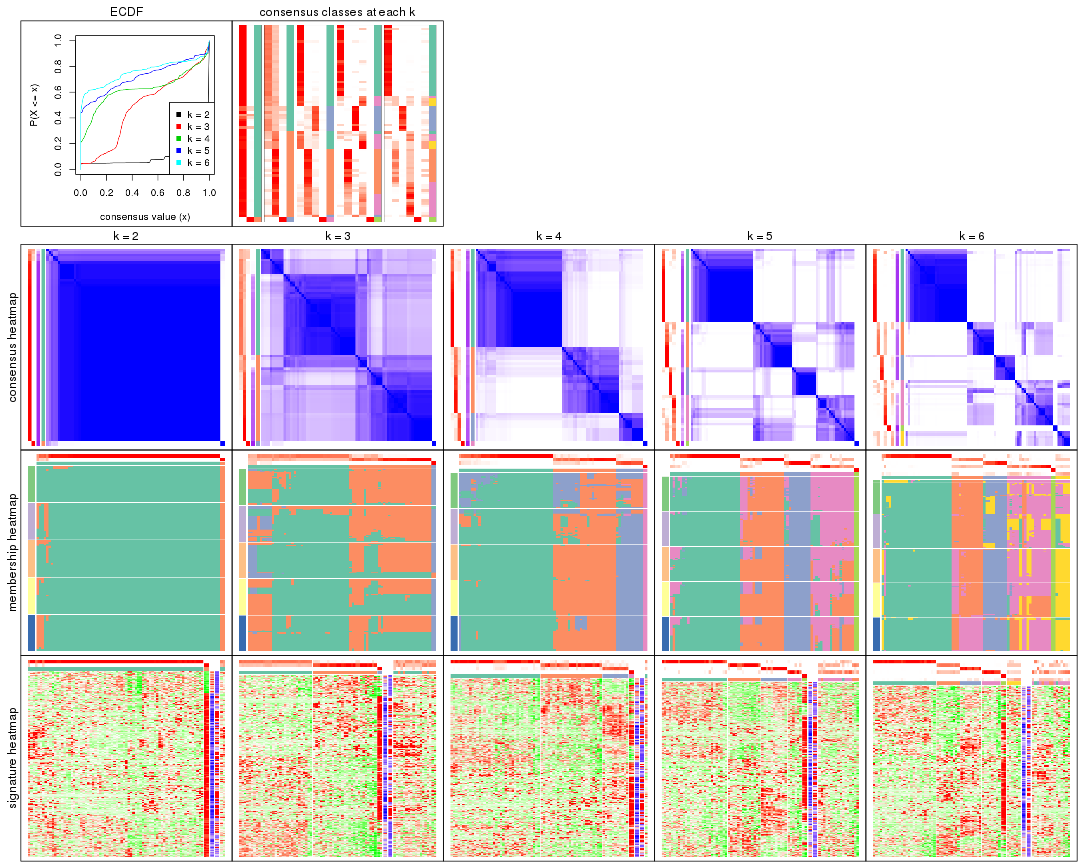 ECDF
consensus classes at each k
P(X <= x)
0.0 0.2 0.4 0.6 0.8 1.0
k = 2
k = 3
k = 4
k = 5
k = 6
0.0 0.2 0.4 0.6 0.8 1.0
consensus value (x)
k = 2
k = 3
k = 4
k = 5
k = 6
consensus heatmap
membership heatmap
signature heatmap